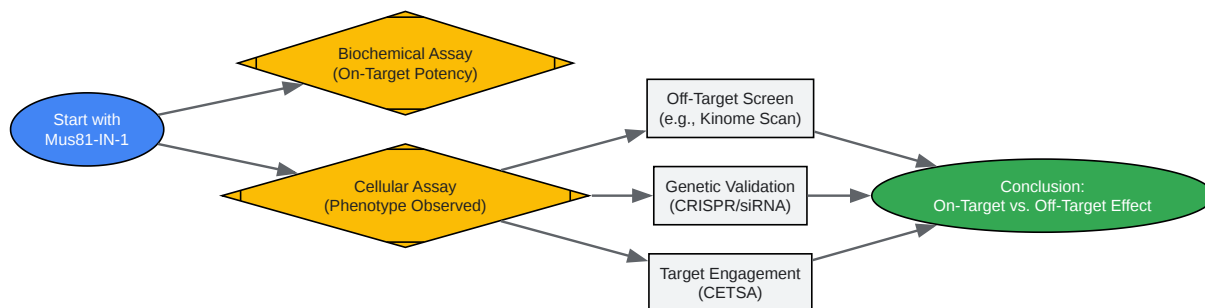 Start with
Mus81-IN-1
Biochemical Assay
(On-Target Potency)
Cellular Assay
(Phenotype Observed)
Off-Target Screen
(e.g., Kinome Scan)
Genetic Validation
(CRISPR/siRNA)
Target Engagement
(CETSA)
Conclusion:
On-Target vs. Off-Target Effect